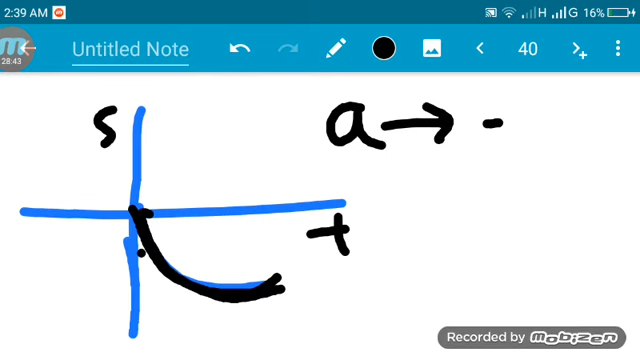 2:39 AM H G 16%
Untitled Note 40
28:43
s a → -
t
Recorded by mobizen